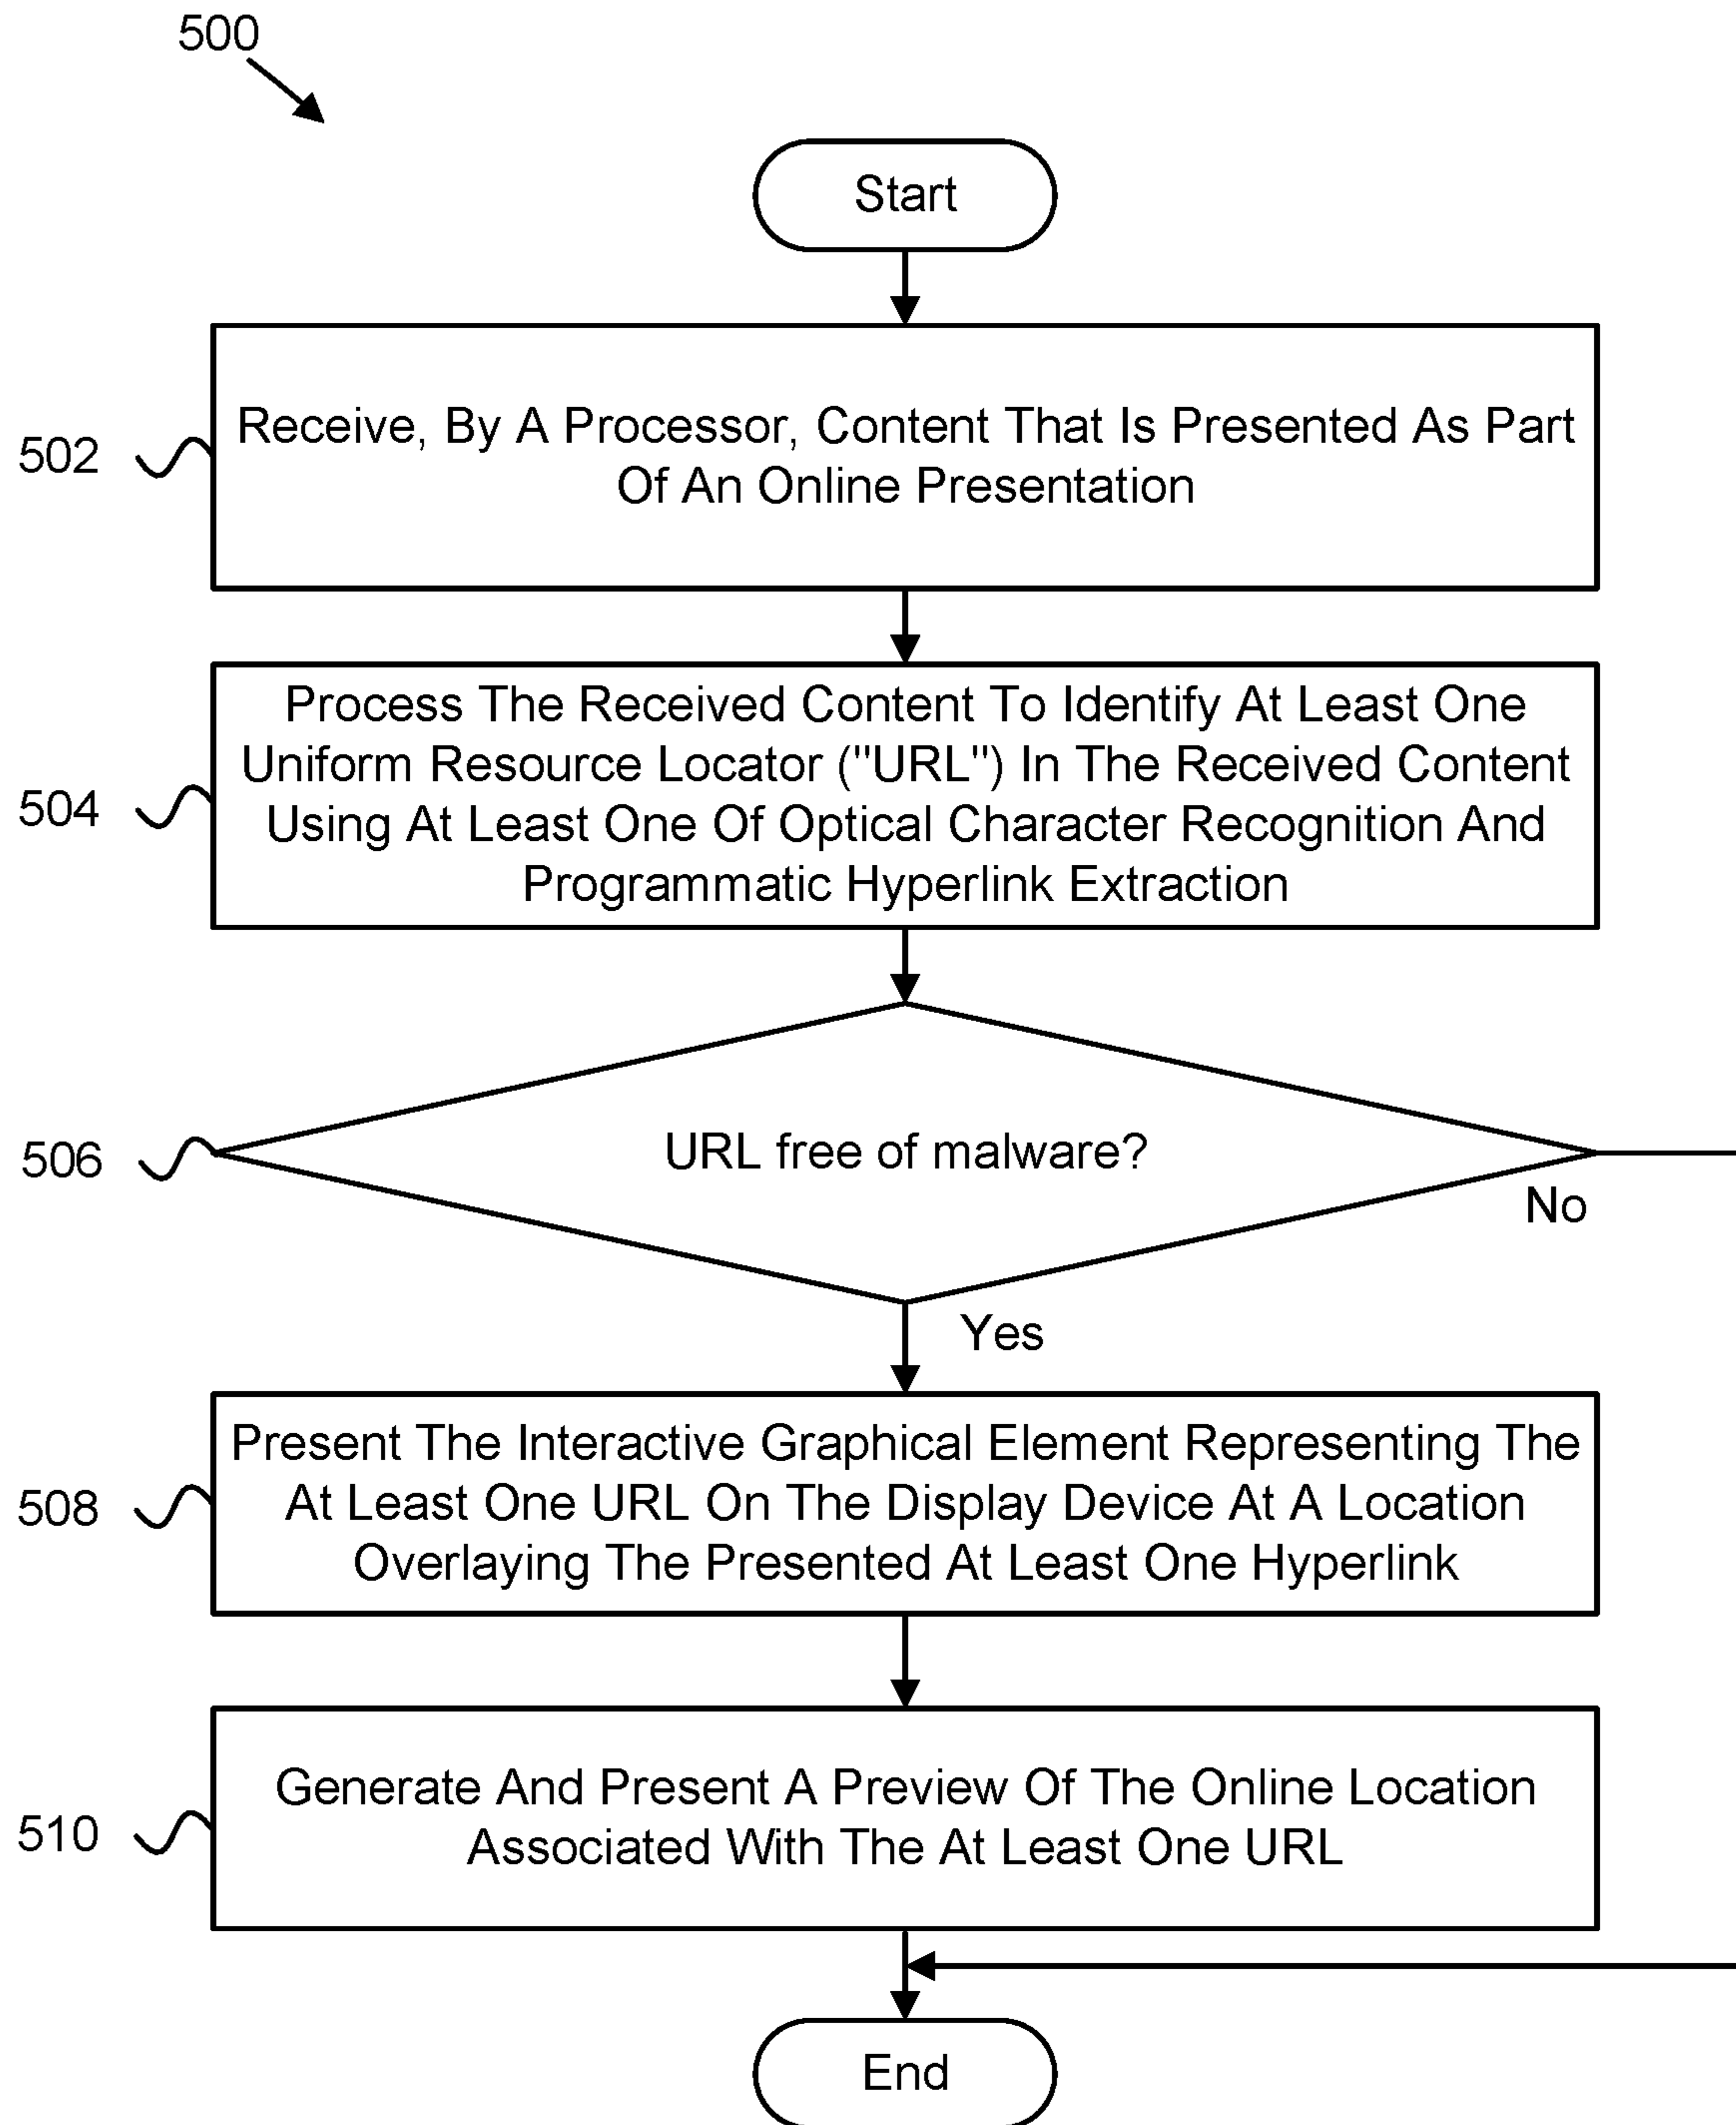 500
Start
502
Receive, By A Processor, Content That Is Presented As Part
Of An Online Presentation
504
Process The Received Content To Identify At Least One
Uniform Resource Locator ("URL") In The Received Content
Using At Least One Of Optical Character Recognition And
Programmatic Hyperlink Extraction
506
URL free of malware?
No
Yes
508
Present The Interactive Graphical Element Representing The
At Least One URL On The Display Device At A Location
Overlaying The Presented At Least One Hyperlink
510
Generate And Present A Preview Of The Online Location
Associated With The At Least One URL
End